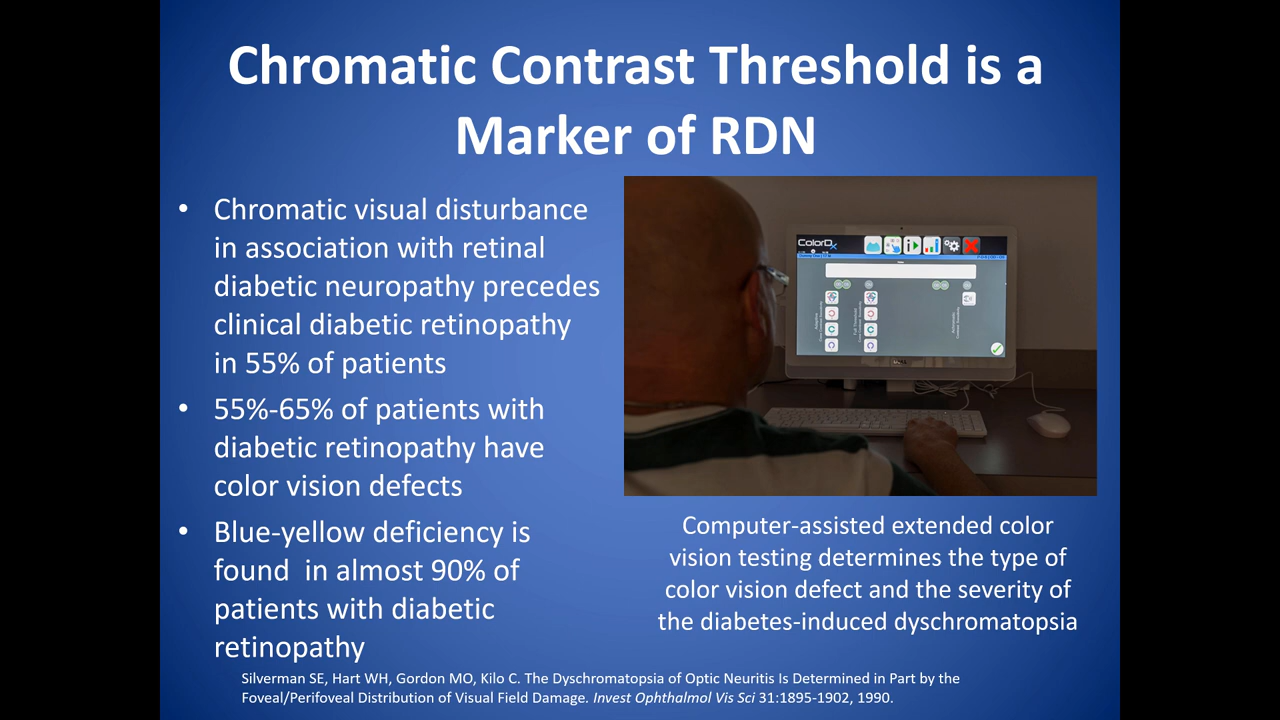 Chromatic Contrast Threshold is a
Marker of RDN
• Chromatic visual disturbance
in association with retinal
diabetic neuropathy precedes
clinical diabetic retinopathy
in 55% of patients
• 55%-65% of patients with
diabetic retinopathy have
color vision defects
• Blue-yellow deficiency is
found  in almost 90% of
patients with diabetic
retinopathy
ColorDx
DELL
Computer-assisted extended color
vision testing determines the type of
color vision defect and the severity of
the diabetes-induced dyschromatopsia
Silverman SE, Hart WH, Gordon MO, Kilo C. The Dyschromatopsia of Optic Neuritis Is Determined in Part by the
Foveal/Perifoveal Distribution of Visual Field Damage. Invest Ophthalmol Vis Sci 31:1895-1902, 1990.